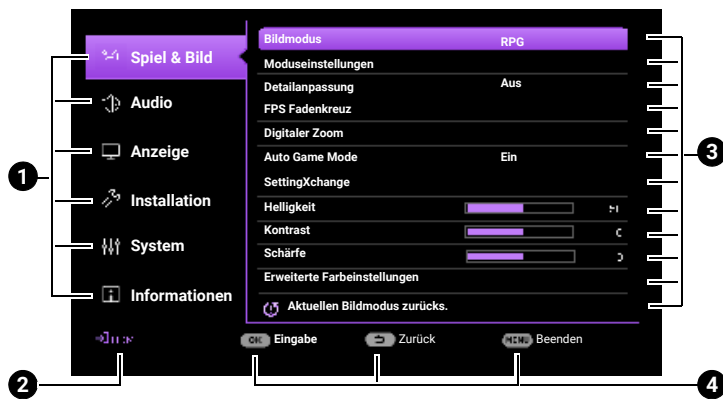 Bildmodus RPG
Spiel & Bild
Moduseinstellungen
Detailanpassung Aus
Audio
FPS Fadenkreuz
Digitaler Zoom
Anzeige
Auto Game Mode Ein
SettingXchange
Installation
Helligkeit
Kontrast
System
Schärfe
Erweiterte Farbeinstellungen
Informationen
Aktuellen Bildmodus zurücks.
OK Eingabe
Zurück
MENU Beenden
1
2
3
4